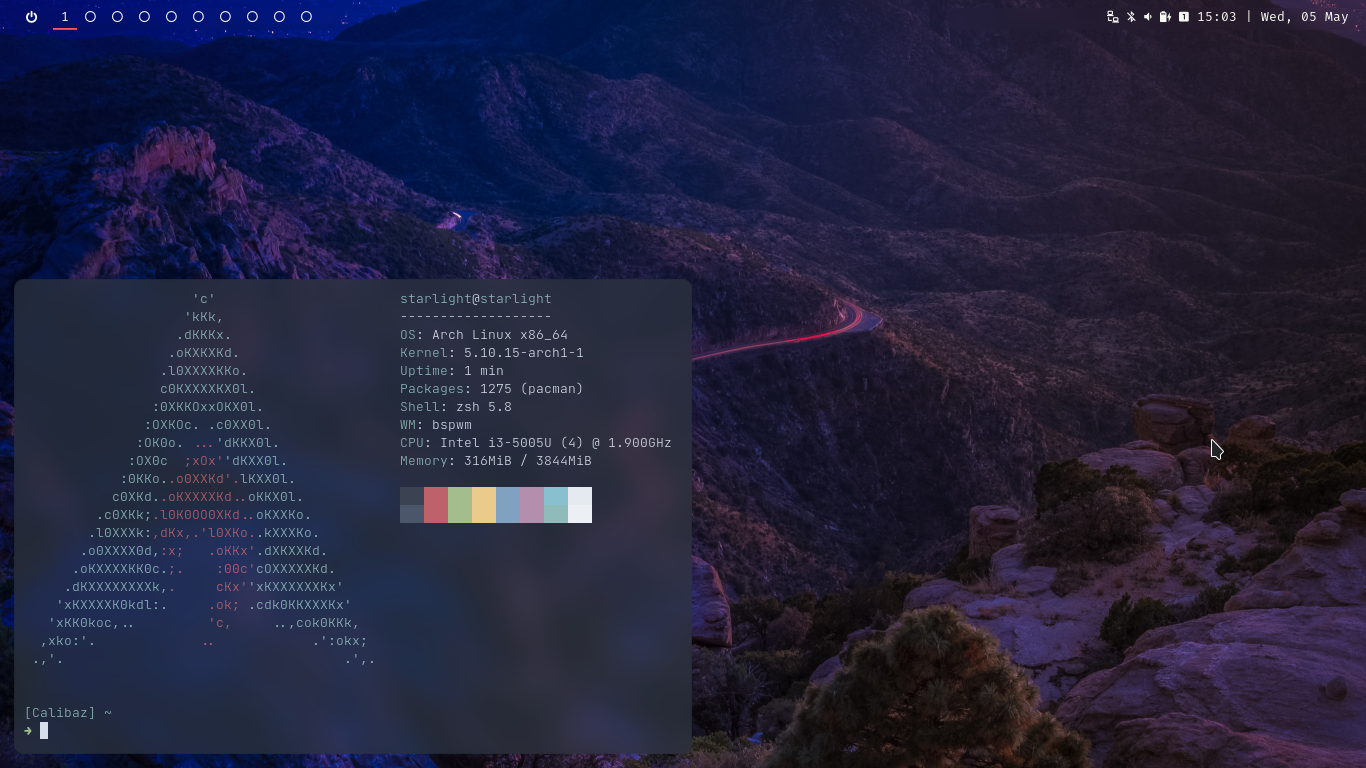 1 15:03 | Wed, 05 May
'c' starlight@starlight
'kKk, -------------------
.dKKKx. OS: Arch Linux x86_64
.oKXKXKd. Kernel: 5.10.15-arch1-1
.l0XXXXKKo. Uptime: 1 min
c0KXXXXKX0l. Packages: 1275 (pacman)
:0XKKOxxOKX0l. Shell: zsh 5.8
:OXKOc. .c0XX0l. WM: bspwm
:OK0o. ...'dKKX0l. CPU: Intel i3-5005U (4) @ 1.900GHz
:OX0c ;xOx''dKXX0l. Memory: 316MiB / 3844MiB
:0KKo..o0XXKd'.lKXX0l.
c0XKd..oKXXXXKd..oKKX0l.
.c0XKk;.l0K0OO0XKd..oKXXKo.
.l0XXXk:,dKx,.'l0XKo..kXXXKo.
.o0XXXX0d,:x; .oKKx'.dXKXXKd.
.oKXXXXKK0c.;. :00c'cOXXXXXKd.
.dKXXXXXXXXk,. cKx''xKXXXXXXKx'
'xKXXXXK0kdl:. .ok; .cdk0KKXXXKx'
'xKK0koc,.. 'c, ..,cok0KKk,
,xko:'. .. .':okx;
.,'. .',.
[Calibaz] ~
➜